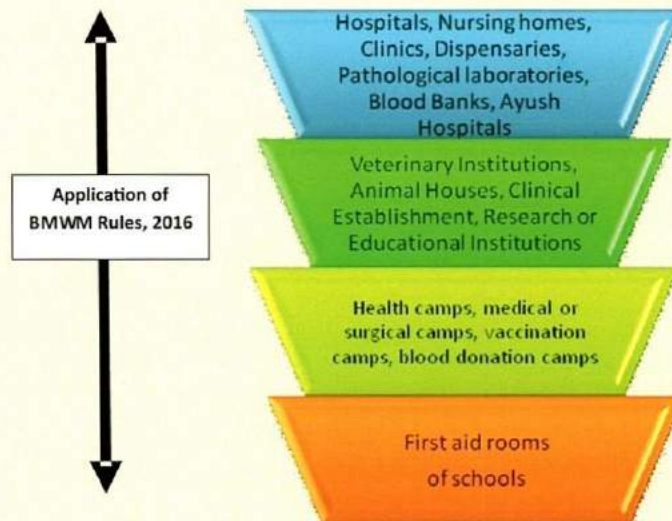 Hospitals, Nursing homes,
Clinics, Dispensaries,
Pathological laboratories,
Blood Banks, Ayush
Hospitals
Application of
BMWM Rules, 2016
Veterinary Institutions,
Animal Houses, Clinical
Establishment, Research or
Educational Institutions
Health camps, medical or
surgical camps, vaccination
camps, blood donation camps
First aid rooms
of schools